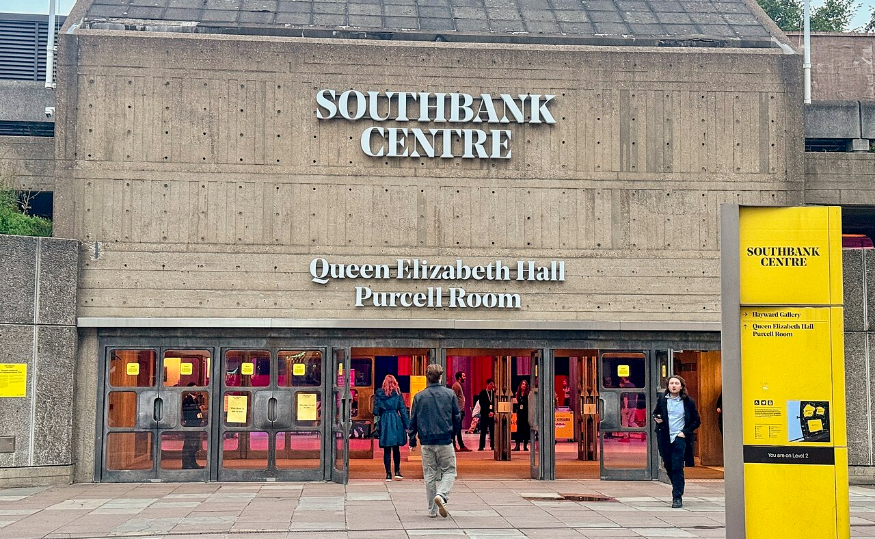 SOUTHBANK
CENTRE
Queen Elizabeth Hall
Purcell Room
SOUTHBANK
CENTRE
Hayward Gallery
Queen Elizabeth Hall
Purcell Room
You are on Level 2